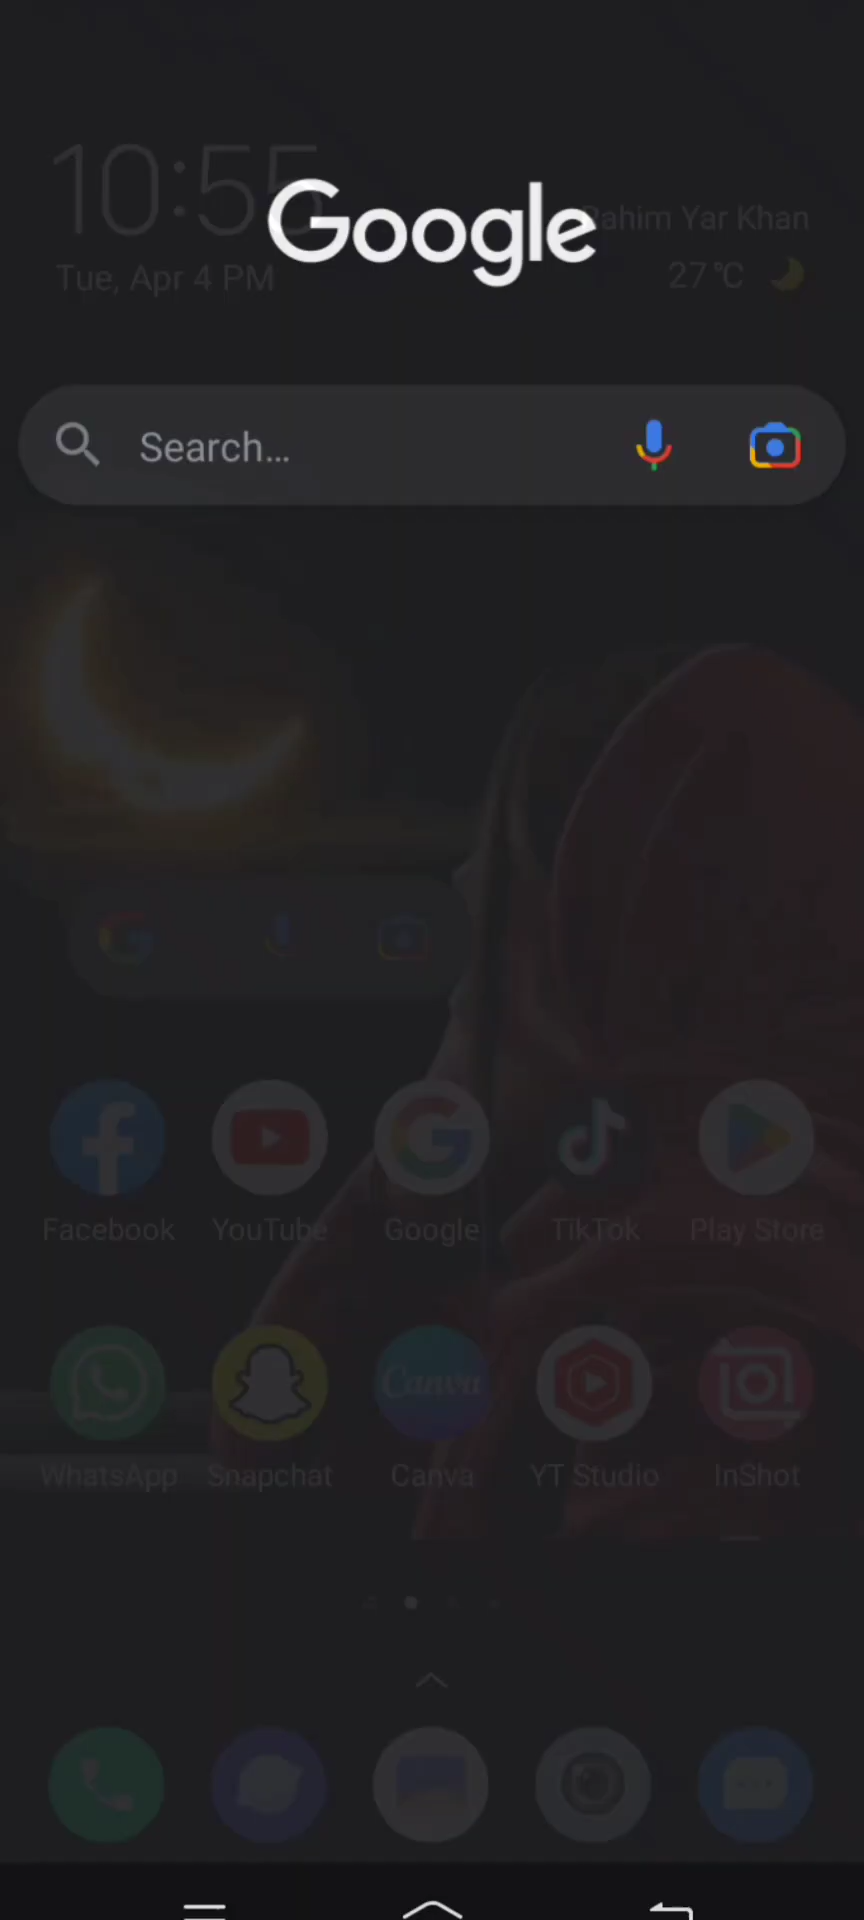 10:55
Google
Rahim Yar Khan
Tue, Apr 4 PM
27°C
Search...
Facebook
YouTube
Google
TikTok
Play Store
Canva
WhatsApp
Snapchat
Canva
YT Studio
InShot